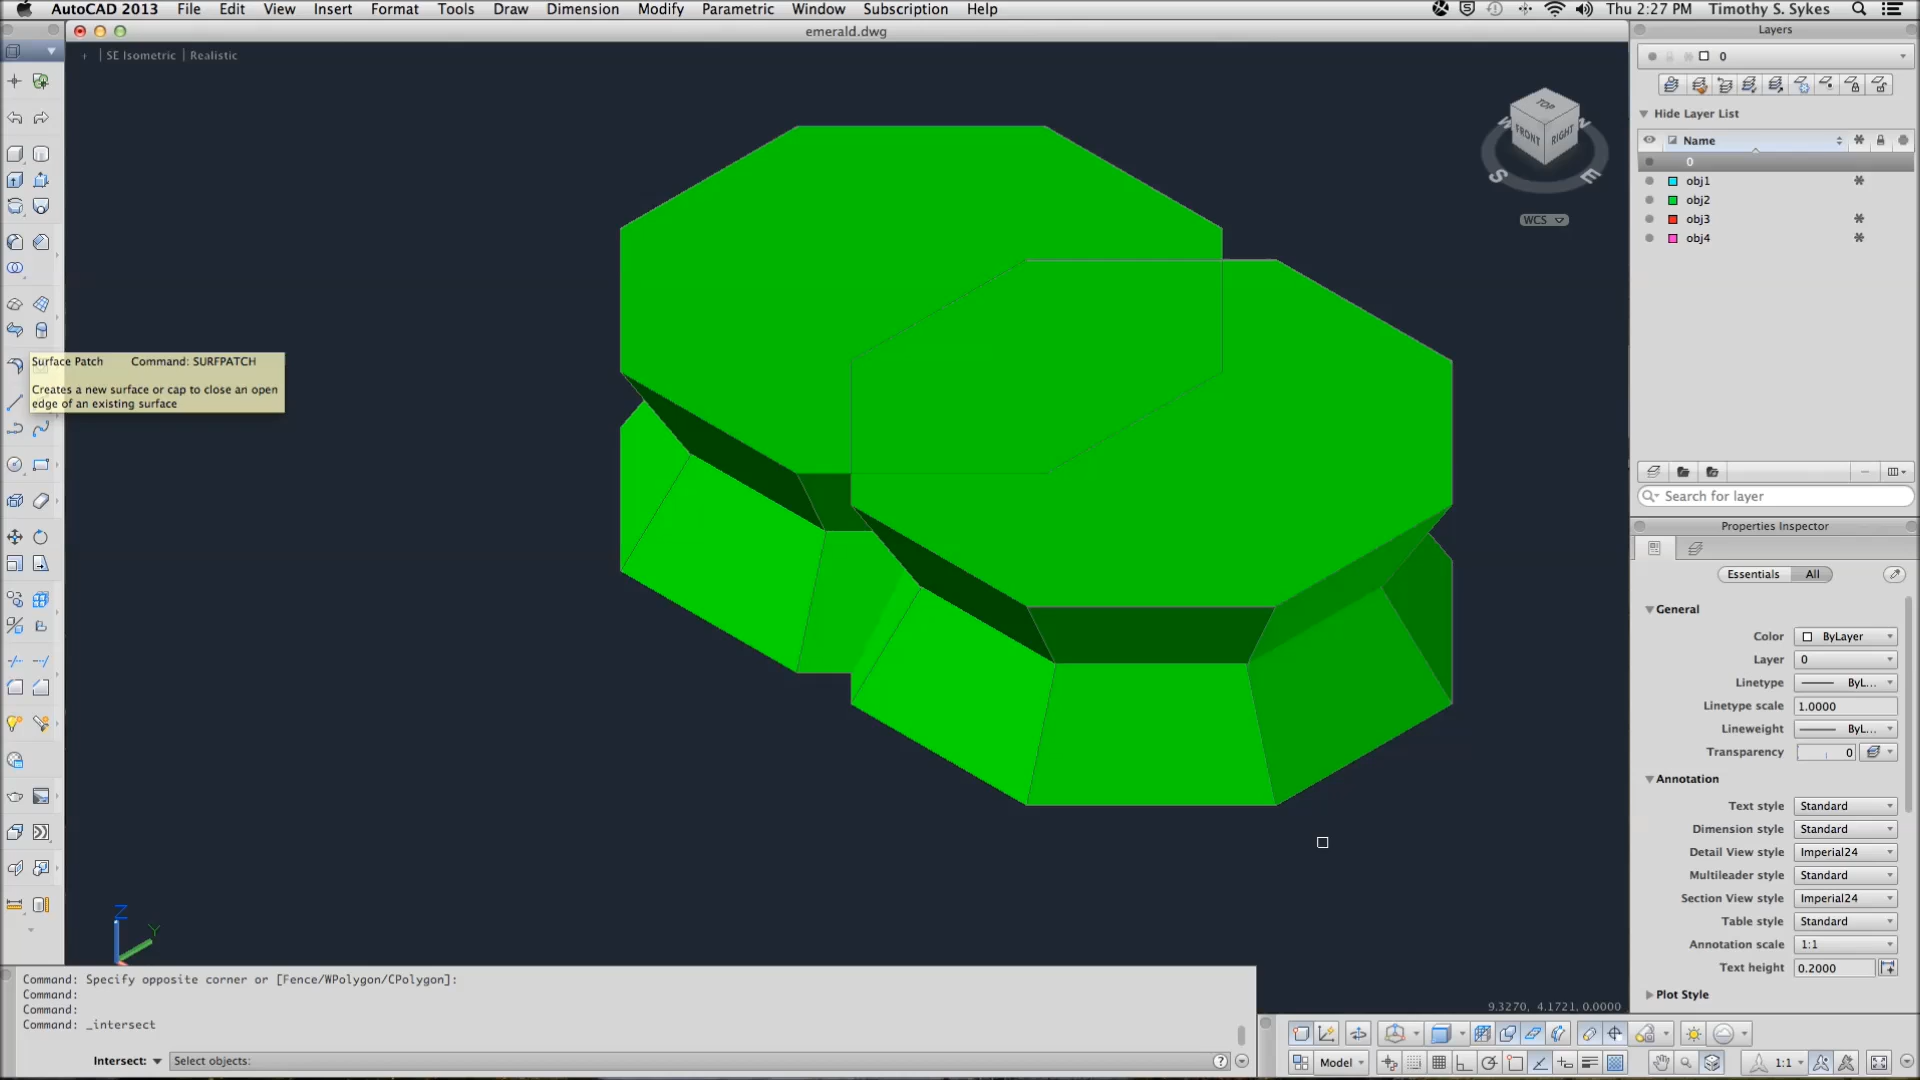 AutoCAD 2013 File Edit View Insert Format Tools Draw Dimension Modify Parametric Window Subscription Help Thu 2:27 PM Timothy S. Sykes
emerald.dwg
+ | SE Isometric | Realistic
TOP
FRONT
RIGHT
W
N
S
E
WCS
Surface Patch Command: SURFPATCH
Creates a new surface or cap to close an open
edge of an existing surface
Z
Y
Layers
0
Hide Layer List
Name
0
obj1
obj2
obj3
obj4
Search for layer
Properties Inspector
Essentials All
General
Color ByLayer
Layer 0
Linetype ByL...
Linetype scale 1.0000
Lineweight ByL...
Transparency 0
Annotation
Text style Standard
Dimension style Standard
Detail View style Imperial24
Multileader style Standard
Section View style Imperial24
Table style Standard
Annotation scale 1:1
Text height 0.2000
Plot Style
Command: Specify opposite corner or [Fence/WPolygon/CPolygon]:
Command:
Command:
Command: _intersect
Intersect: Select objects: ?
9.3270, 4.1721, 0.0000
Model 1:1